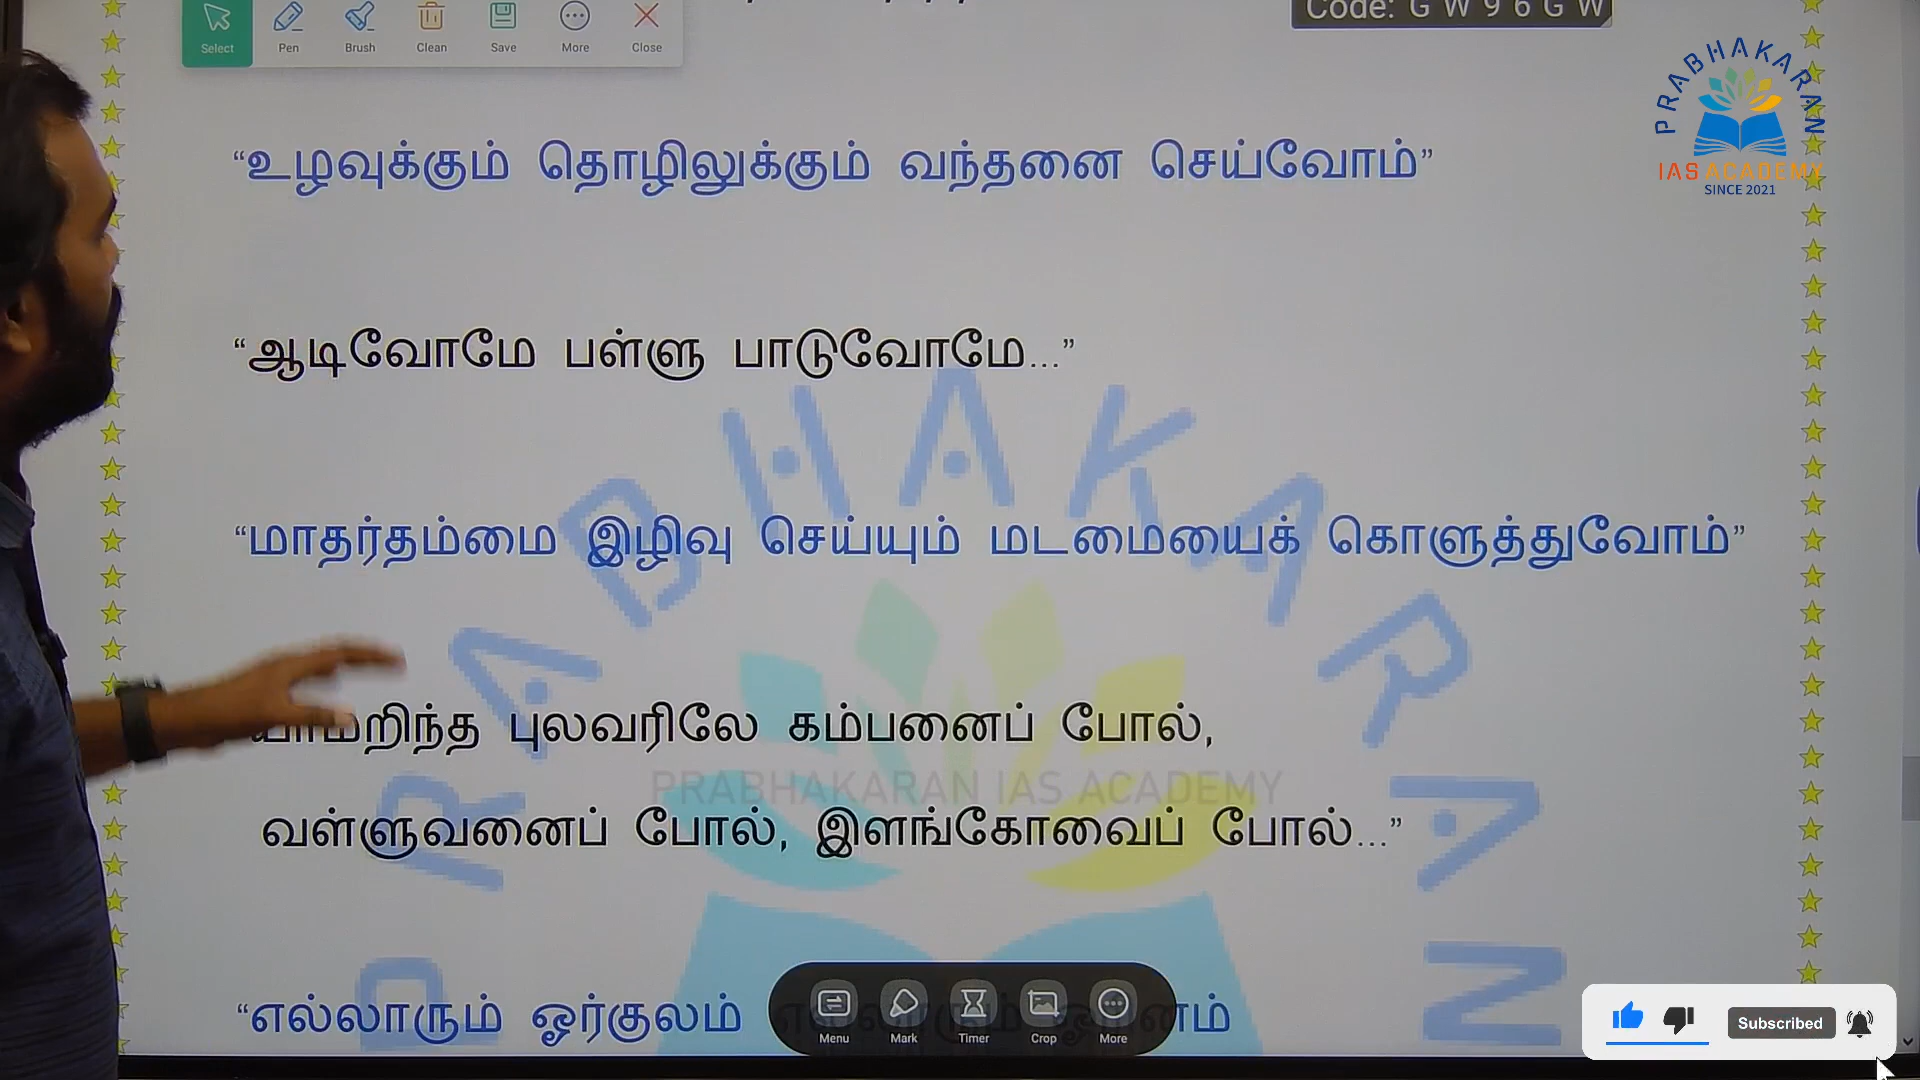 Code: G W 9 6 G W
Select Pen Brush Clean Save More Close
PRABHAKARAN
IAS ACADEMY
SINCE 2021
“உழவுக்கும் தொழிலுக்கும் வந்தனை செய்வோம்”
“ஆடிவோமே பள்ளு பாடுவோமே...”
“மாதர்தம்மை இழிவு செய்யும் மடமையைக் கொளுத்துவோம்”
புலவரிலே கம்பனைப் போல்,
PRABHAKARAN IAS ACADEMY
வள்ளுவனைப் போல், இளங்கோவைப் போல்...”
“எல்லாரும் ஓர்குலம்
PRABHAKARAN
Menu Mark Timer Crop More
Subscribed